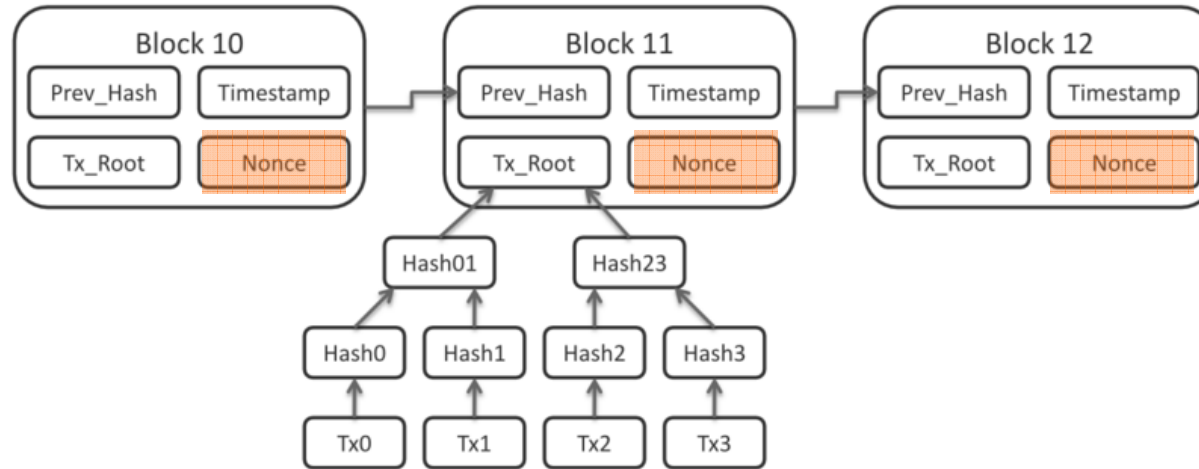 Block 10
Block 11
Block 12
Prev_Hash
Timestamp
Prev_Hash
Timestamp
Prev_Hash
Timestamp
Tx_Root
Nonce
Tx_Root
Nonce
Tx_Root
Nonce
Hash01
Hash23
Hash0
Hash1
Hash2
Hash3
Tx0
Tx1
Tx2
Tx3